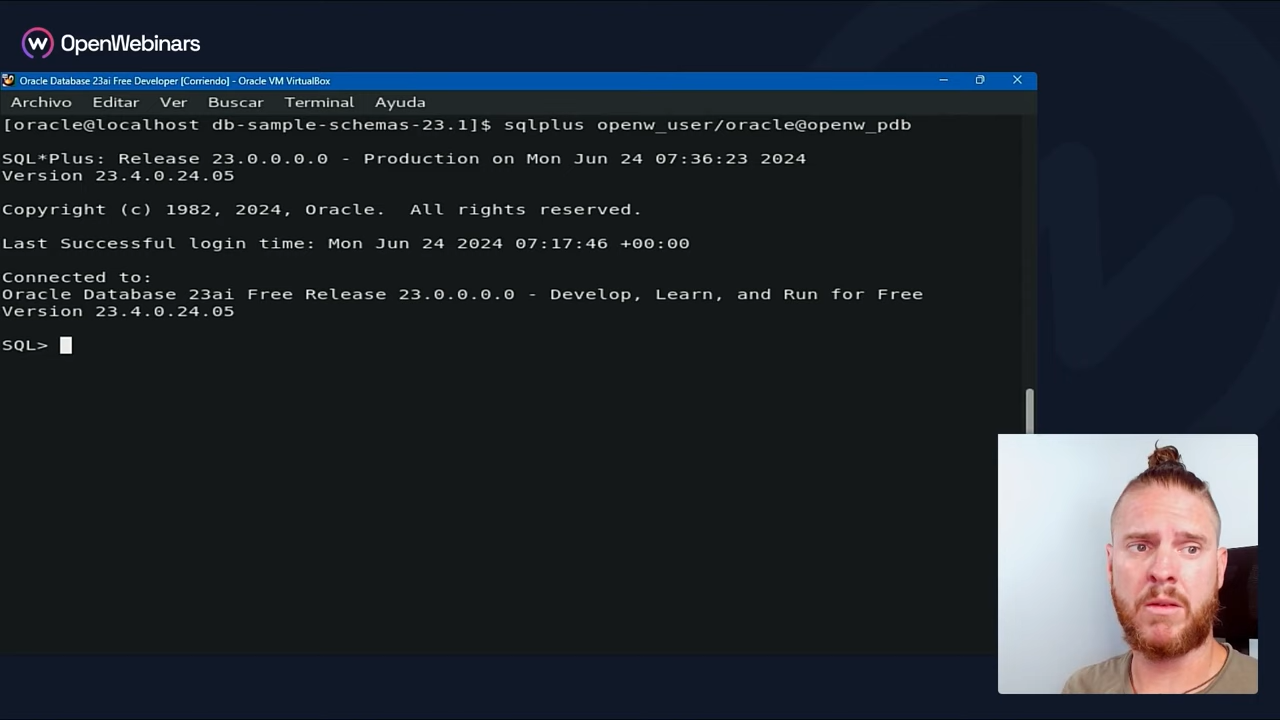 OpenWebinars
Oracle Database 23ai Free Developer [Corriendo] - Oracle VM VirtualBox
Archivo Editar Ver Buscar Terminal Ayuda
[oracle@localhost db-sample-schemas-23.1]$ sqlplus openw_user/oracle@openw_pdb
SQL*Plus: Release 23.0.0.0.0 - Production on Mon Jun 24 07:36:23 2024
Version 23.4.0.24.05
Copyright (c) 1982, 2024, Oracle.  All rights reserved.
Last Successful login time: Mon Jun 24 2024 07:17:46 +00:00
Connected to:
Oracle Database 23ai Free Release 23.0.0.0.0 - Develop, Learn, and Run for Free
Version 23.4.0.24.05
SQL>